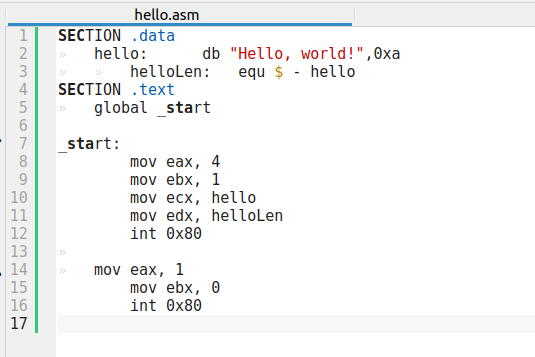 hello.asm
1 SECTION .data
2 » hello: db "Hello, world!",0xa
3 » » helloLen: equ $ - hello
4 SECTION .text
5 » global _start
6
7 _start:
8 mov eax, 4
9 mov ebx, 1
10 mov ecx, hello
11 mov edx, helloLen
12 int 0x80
13 »
14 » mov eax, 1
15 mov ebx, 0
16 int 0x80
17